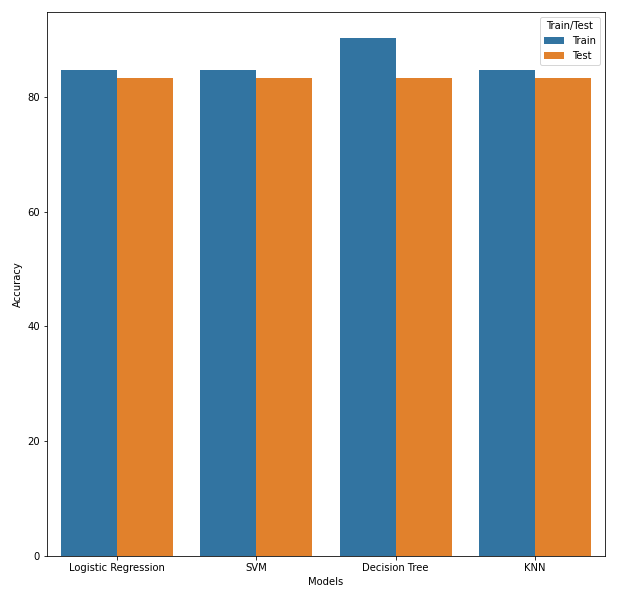 Train/Test
Train
Test
80
60
40
20
0
Accuracy
Logistic Regression SVM Decision Tree KNN
Models